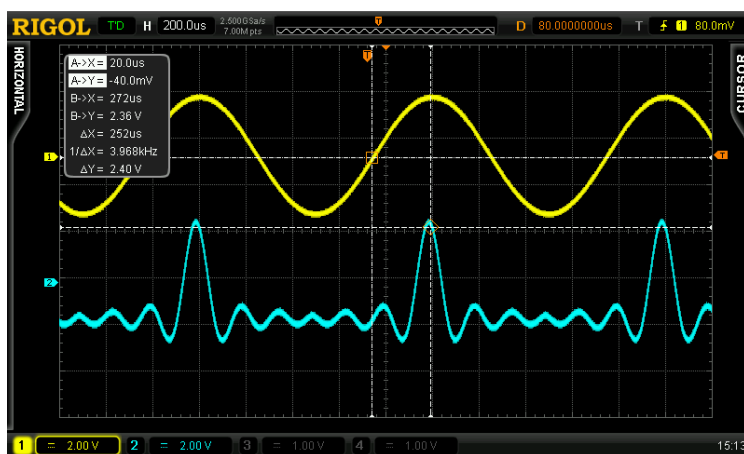 RIGOL T'D H 200.0us 2.500GSa/s 7.00M pts D 80.0000000us T 1 80.0mV
HORIZONTAL
CURSOR
T
A->X= 20.0us
A->Y= -40.0mV
B->X= 272us
B->Y= 2.36 V
ΔX= 252us
1/ΔX= 3.968kHz
ΔY= 2.40 V
1
T
2
1 = 2.00 V 2 = 2.00 V 3 = 1.00 V 4 = 1.00 V 15:13